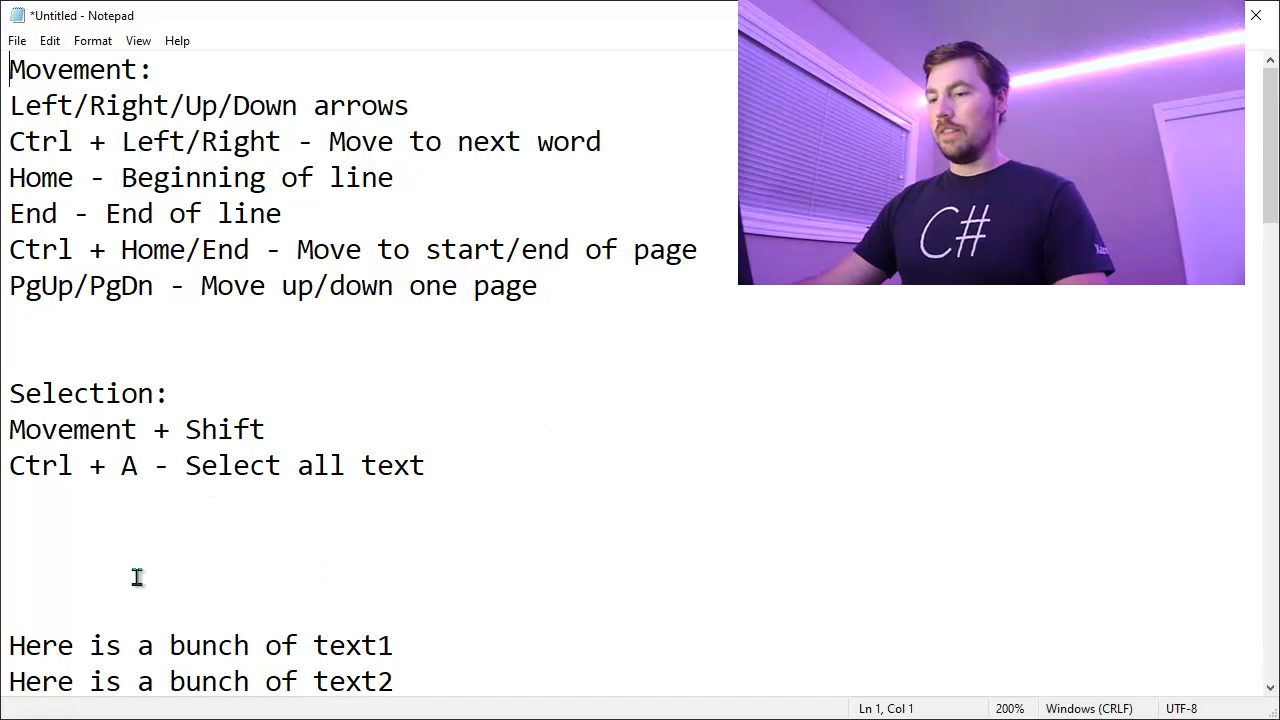 *Untitled - Notepad
File Edit Format View Help
Movement:
Left/Right/Up/Down arrows
Ctrl + Left/Right - Move to next word
Home - Beginning of line
End - End of line
Ctrl + Home/End - Move to start/end of page
PgUp/PgDn - Move up/down one page
C#
Selection:
Movement + Shift
Ctrl + A - Select all text
Here is a bunch of text1
Here is a bunch of text2
Ln 1, Col 1 200% Windows (CRLF) UTF-8